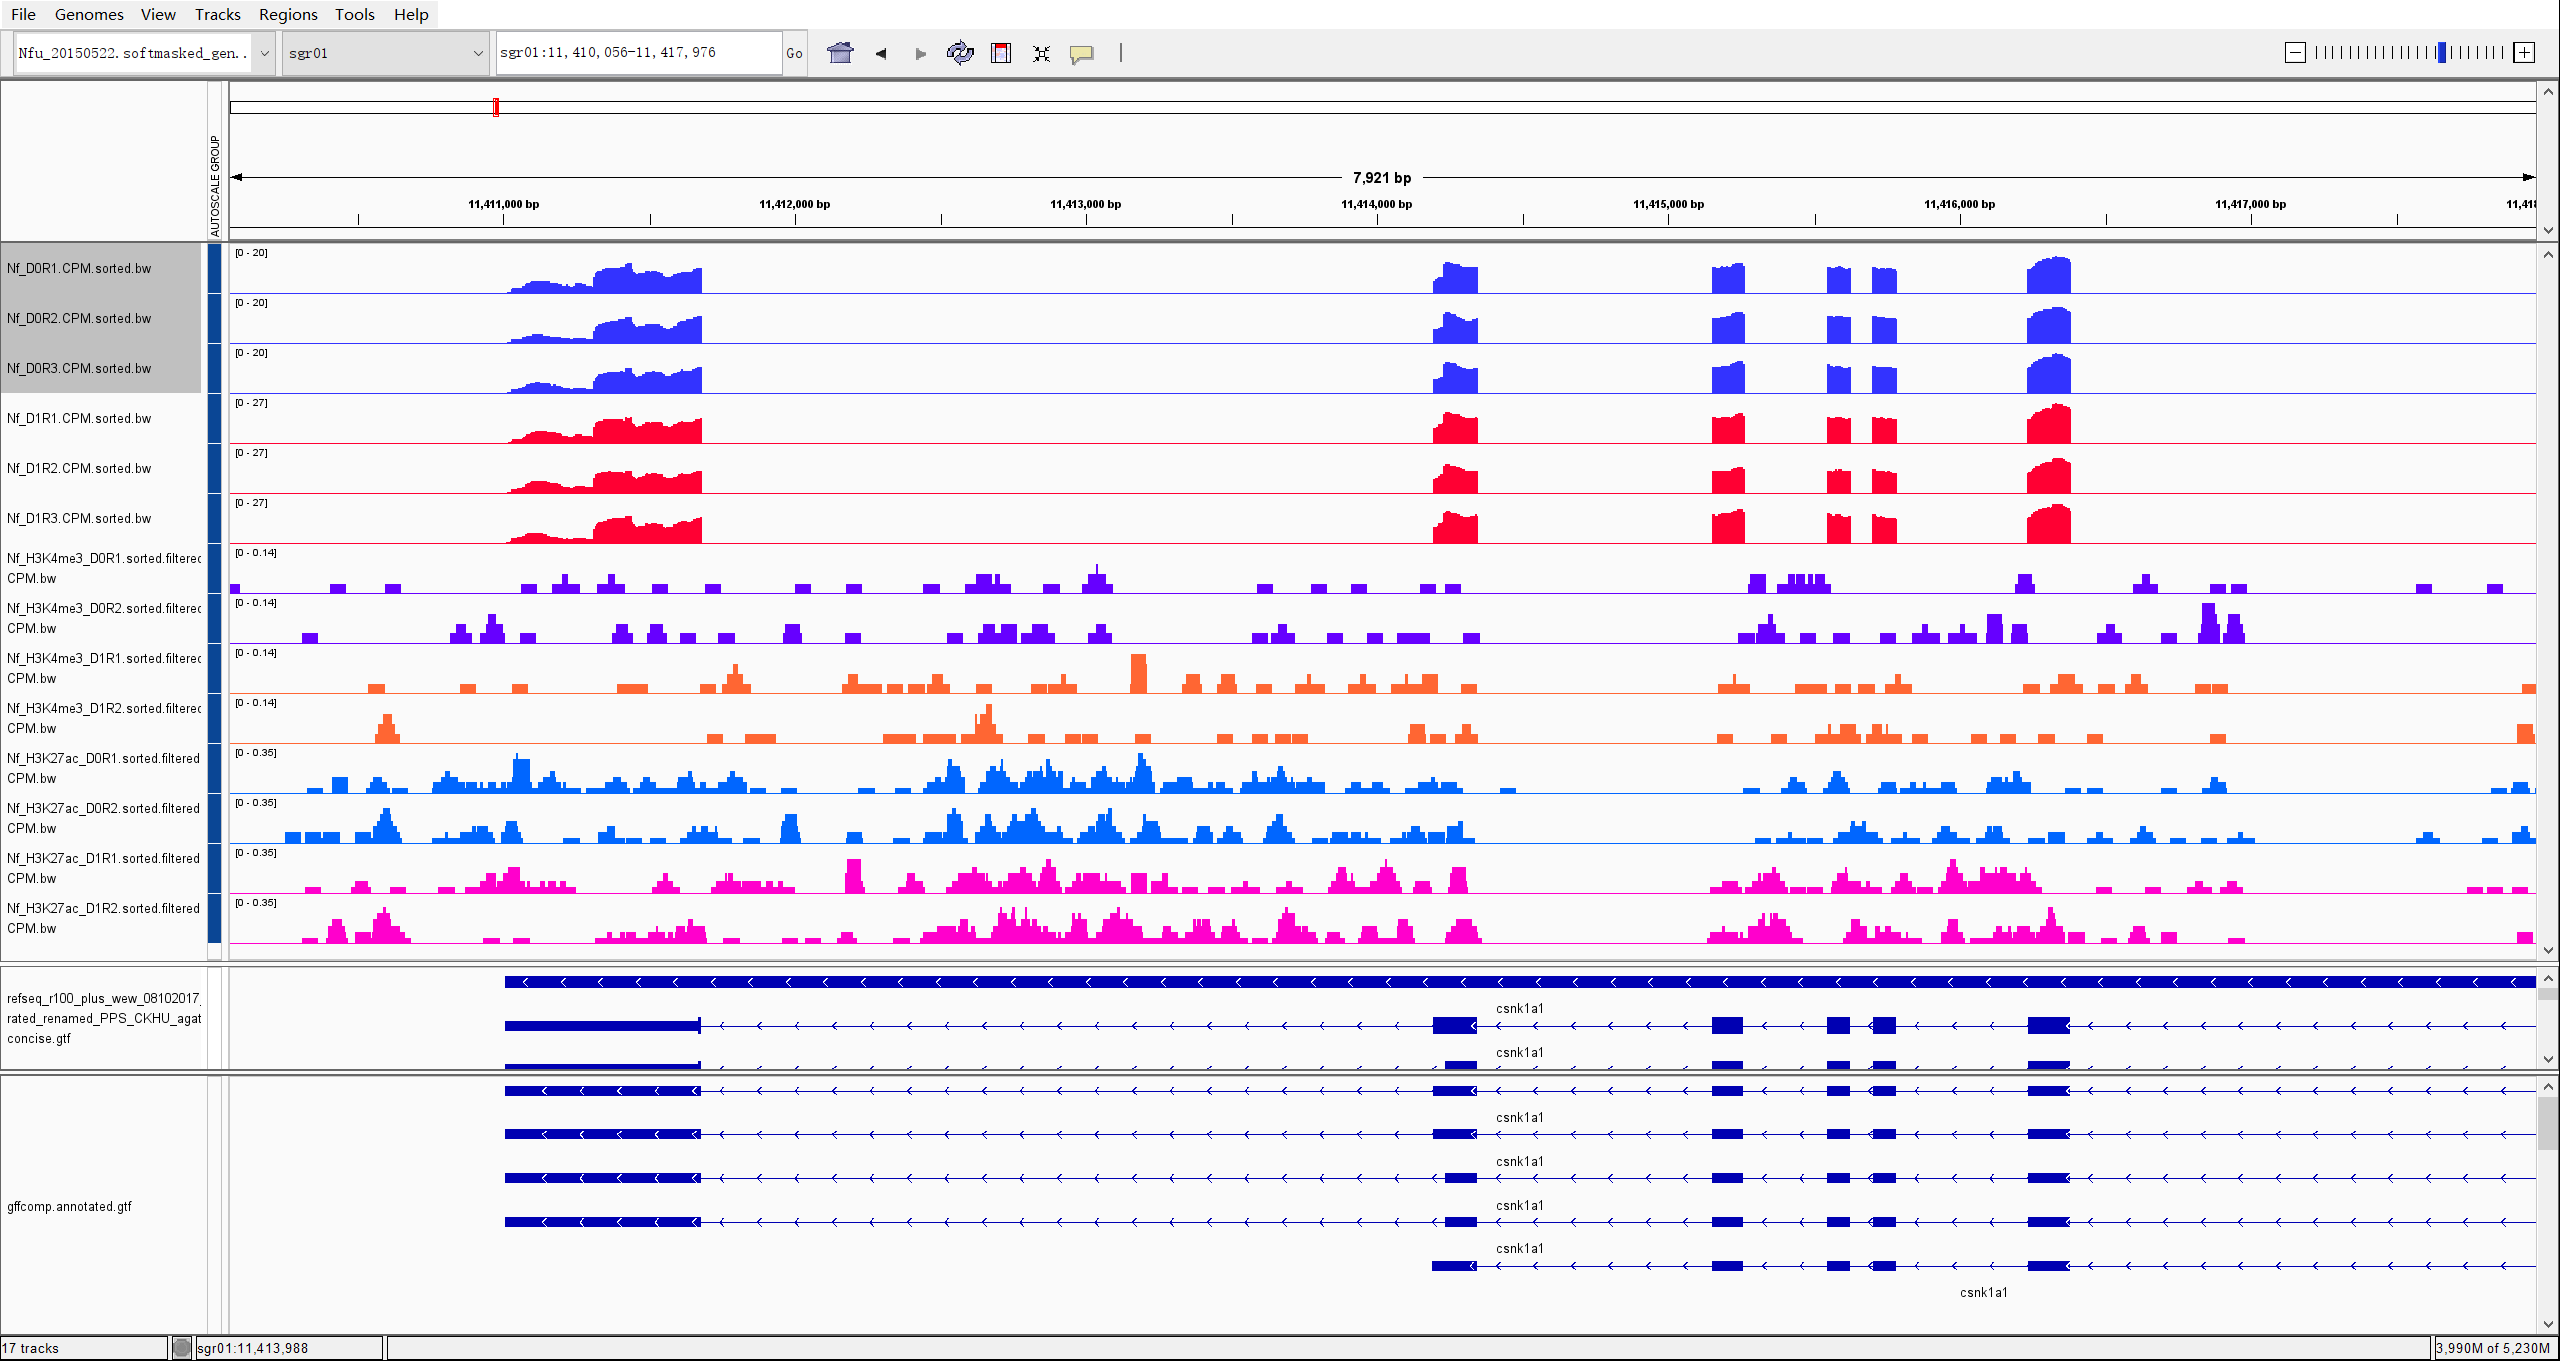 File Genomes View Tracks Regions Tools Help
Nfu_20150522.softmasked_gen.. sgr01 sgr01:11,410,056-11,417,976 Go
AUTOSCALE GROUP
7,921 bp
11,411,000 bp 11,412,000 bp 11,413,000 bp 11,414,000 bp 11,415,000 bp 11,416,000 bp 11,417,000 bp 11,418
Nf_D0R1.CPM.sorted.bw [0 - 20]
Nf_D0R2.CPM.sorted.bw [0 - 20]
Nf_D0R3.CPM.sorted.bw [0 - 20]
Nf_D1R1.CPM.sorted.bw [0 - 27]
Nf_D1R2.CPM.sorted.bw [0 - 27]
Nf_D1R3.CPM.sorted.bw [0 - 27]
Nf_H3K4me3_D0R1.sorted.filtered [0 - 0.14]
CPM.bw
Nf_H3K4me3_D0R2.sorted.filtered [0 - 0.14]
CPM.bw
Nf_H3K4me3_D1R1.sorted.filtered [0 - 0.14]
CPM.bw
Nf_H3K4me3_D1R2.sorted.filtered [0 - 0.14]
CPM.bw
Nf_H3K27ac_D0R1.sorted.filtered [0 - 0.35]
CPM.bw
Nf_H3K27ac_D0R2.sorted.filtered [0 - 0.35]
CPM.bw
Nf_H3K27ac_D1R1.sorted.filtered [0 - 0.35]
CPM.bw
Nf_H3K27ac_D1R2.sorted.filtered [0 - 0.35]
CPM.bw
refseq_r100_plus_wew_08102017_
rated_renamed_PPS_CKHU_agat
concise.gtf
csnk1a1
csnk1a1
gffcomp.annotated.gtf
csnk1a1
csnk1a1
csnk1a1
csnk1a1
csnk1a1
17 tracks sgr01:11,413,988 3,990M of 5,230M